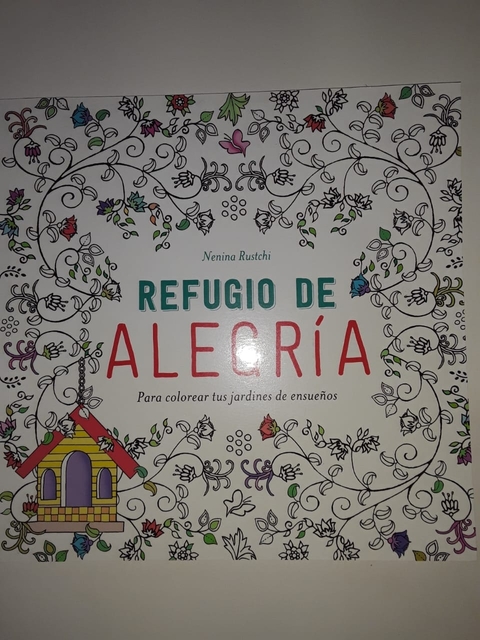 Nenina Rustchi
REFUGIO DE
ALEGRÍA
Para colorear tus jardines de ensueños